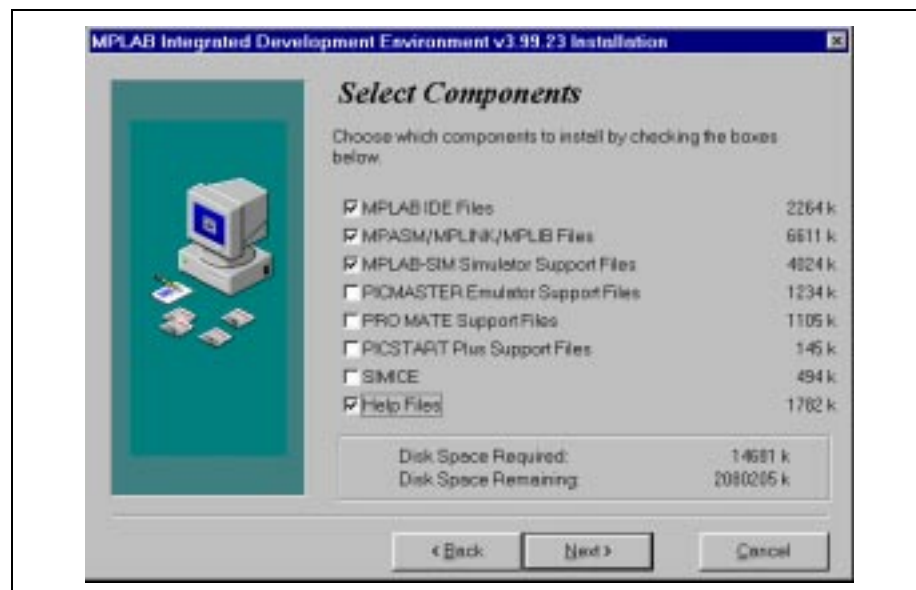 MPLAB Integrated Development Environment v3.99.23 Installation
Select Components
Choose which components to install by checking the boxes
below.
MPLAB IDE Files 2264 k
MPASM/MPLINK/MPLIB Files 6611 k
MPLAB-SIM Simulator Support Files 4024 k
PICMASTER Emulator Support Files 1234 k
PRO MATE Support Files 1105 k
PICSTART Plus Support Files 145 k
SIMICE 494 k
Help Files 1782 k
Disk Space Required: 14681 k
Disk Space Remaining: 2080205 k
< Back Next > Cancel